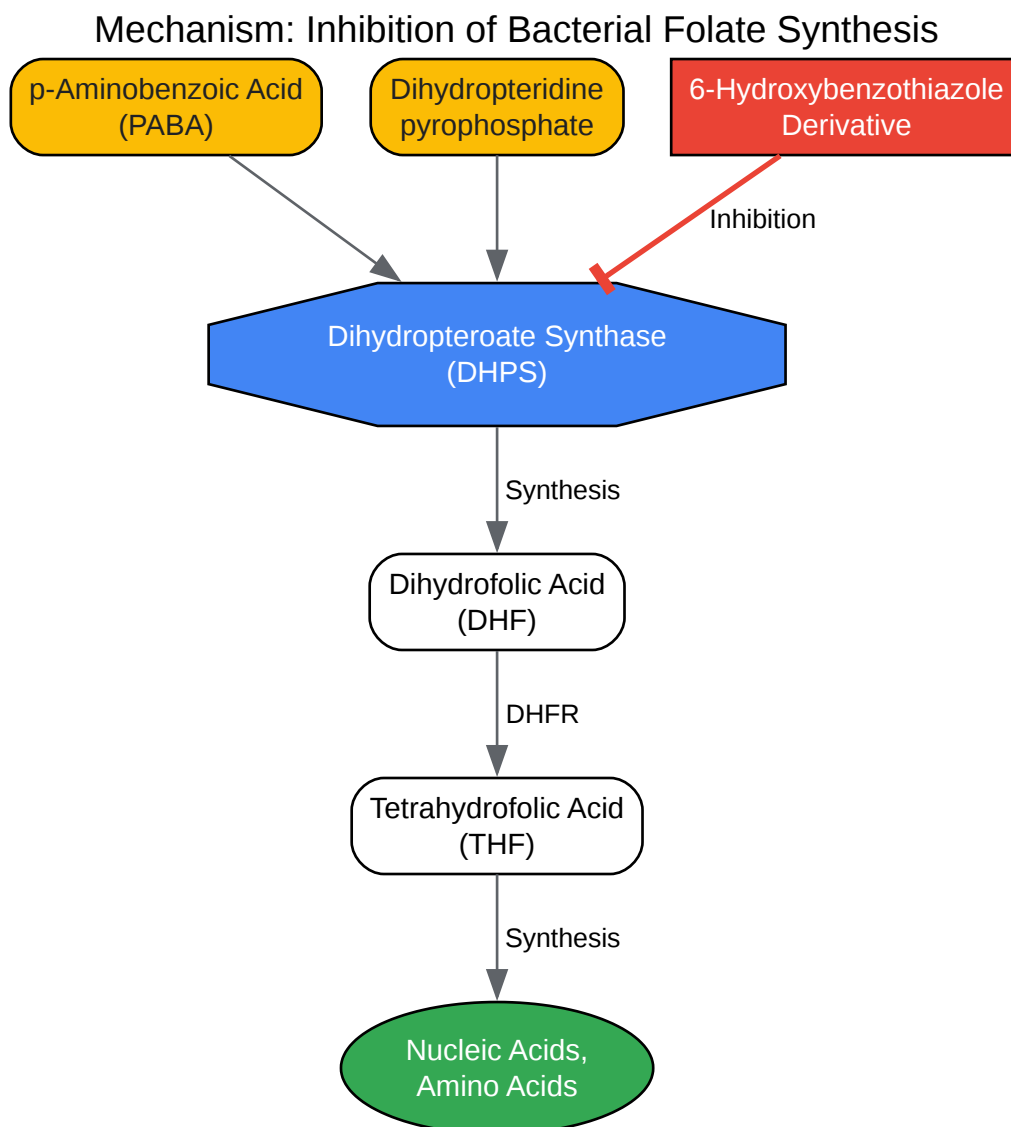 Mechanism: Inhibition of Bacterial Folate Synthesis
p-Aminobenzoic Acid
(PABA)
Dihydropteridine
pyrophosphate
6-Hydroxybenzothiazole
Derivative
Inhibition
Dihydropteroate Synthase
(DHPS)
Synthesis
Dihydrofolic Acid
(DHF)
DHFR
Tetrahydrofolic Acid
(THF)
Synthesis
Nucleic Acids,
Amino Acids